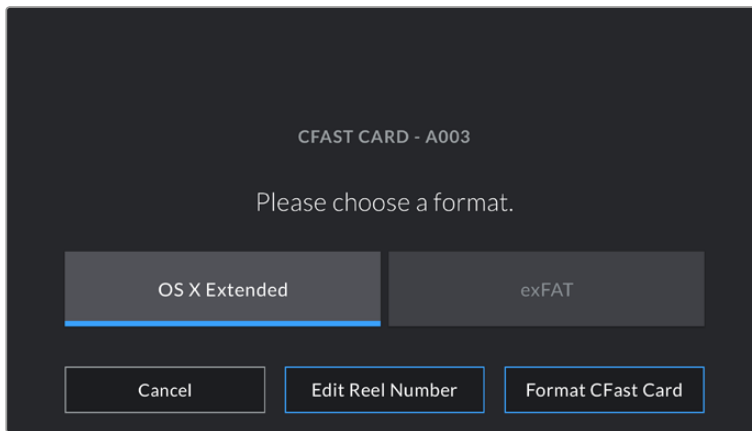 CFAST CARD - A003
Please choose a format.
OS X Extended
exFAT
Cancel
Edit Reel Number
Format CFast Card